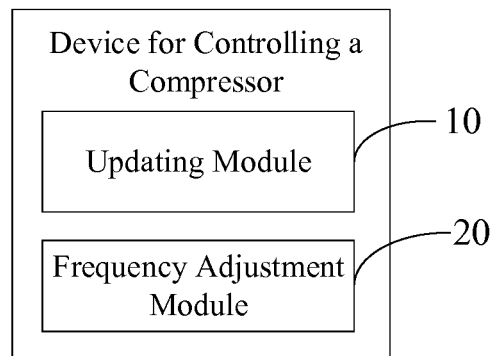 Device for Controlling a
Compressor
10
Updating Module
20
Frequency Adjustment
Module